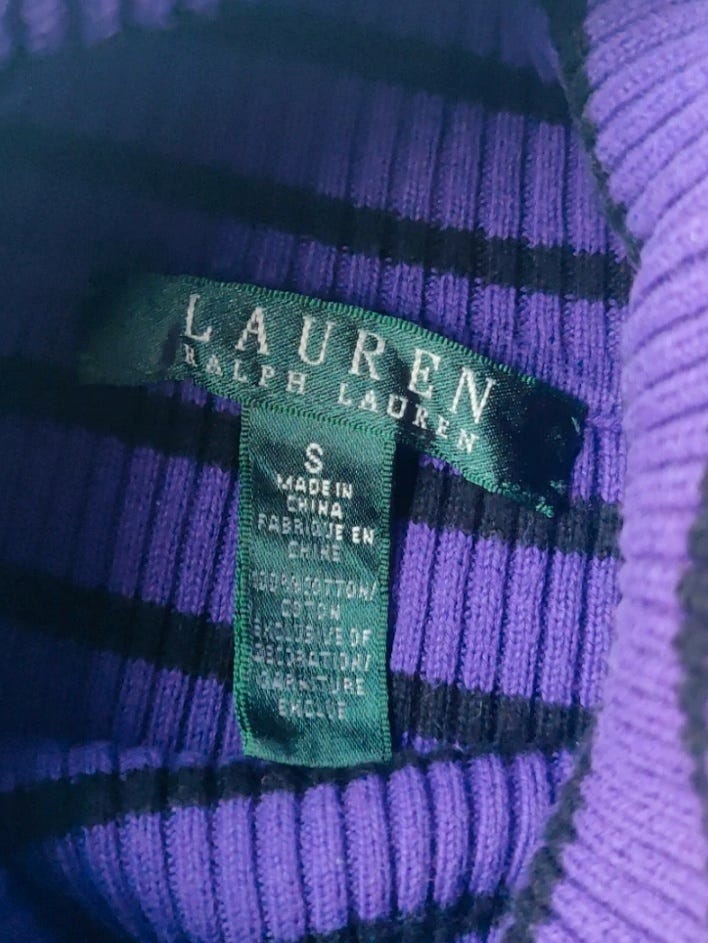 LAUREN
RALPH LAUREN
S
MADE IN
CHINA
FABRIQUE EN
CHINE
100% COTTON/
COTON
EXCLUSIVE OF
DECORATION/
GARNITURE
EXCLUE